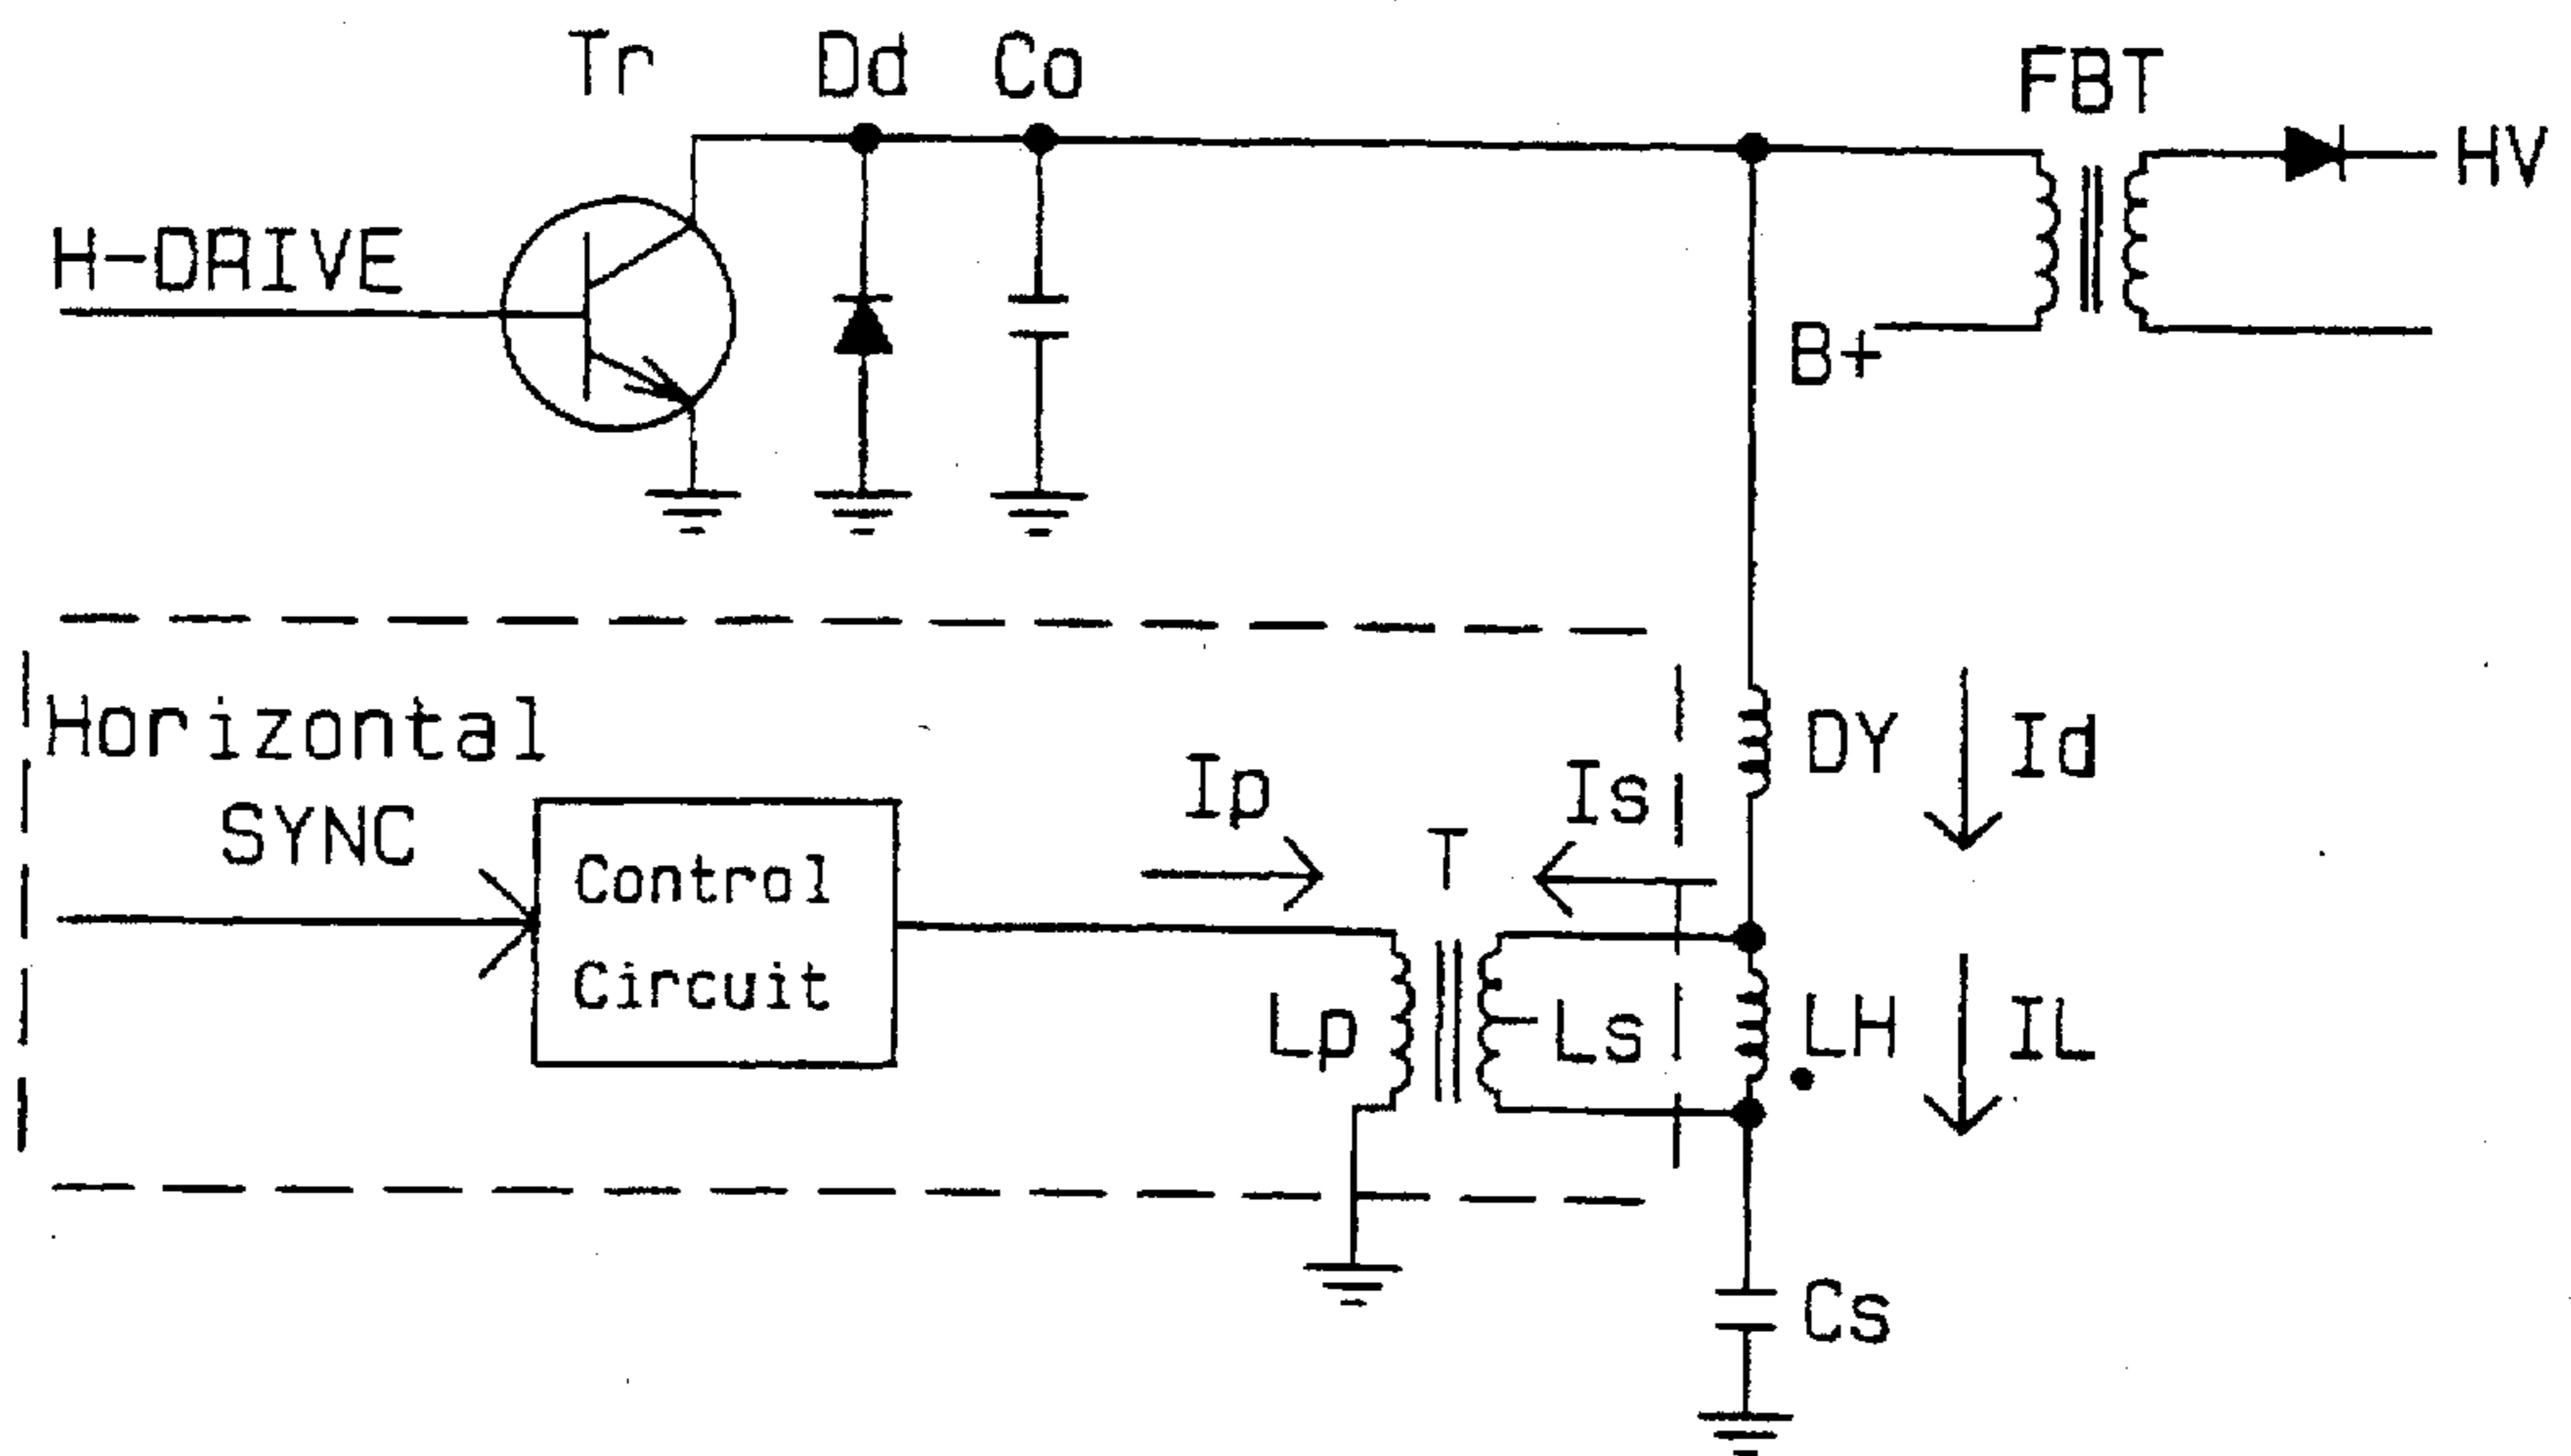 Tr
Dd
Co
FBT
HV
H-DRIVE
B+
Horizontal
SYNC
Control
Circuit
Ip
Is
T
DY
Id
Lp
Ls
LH
IL
Cs